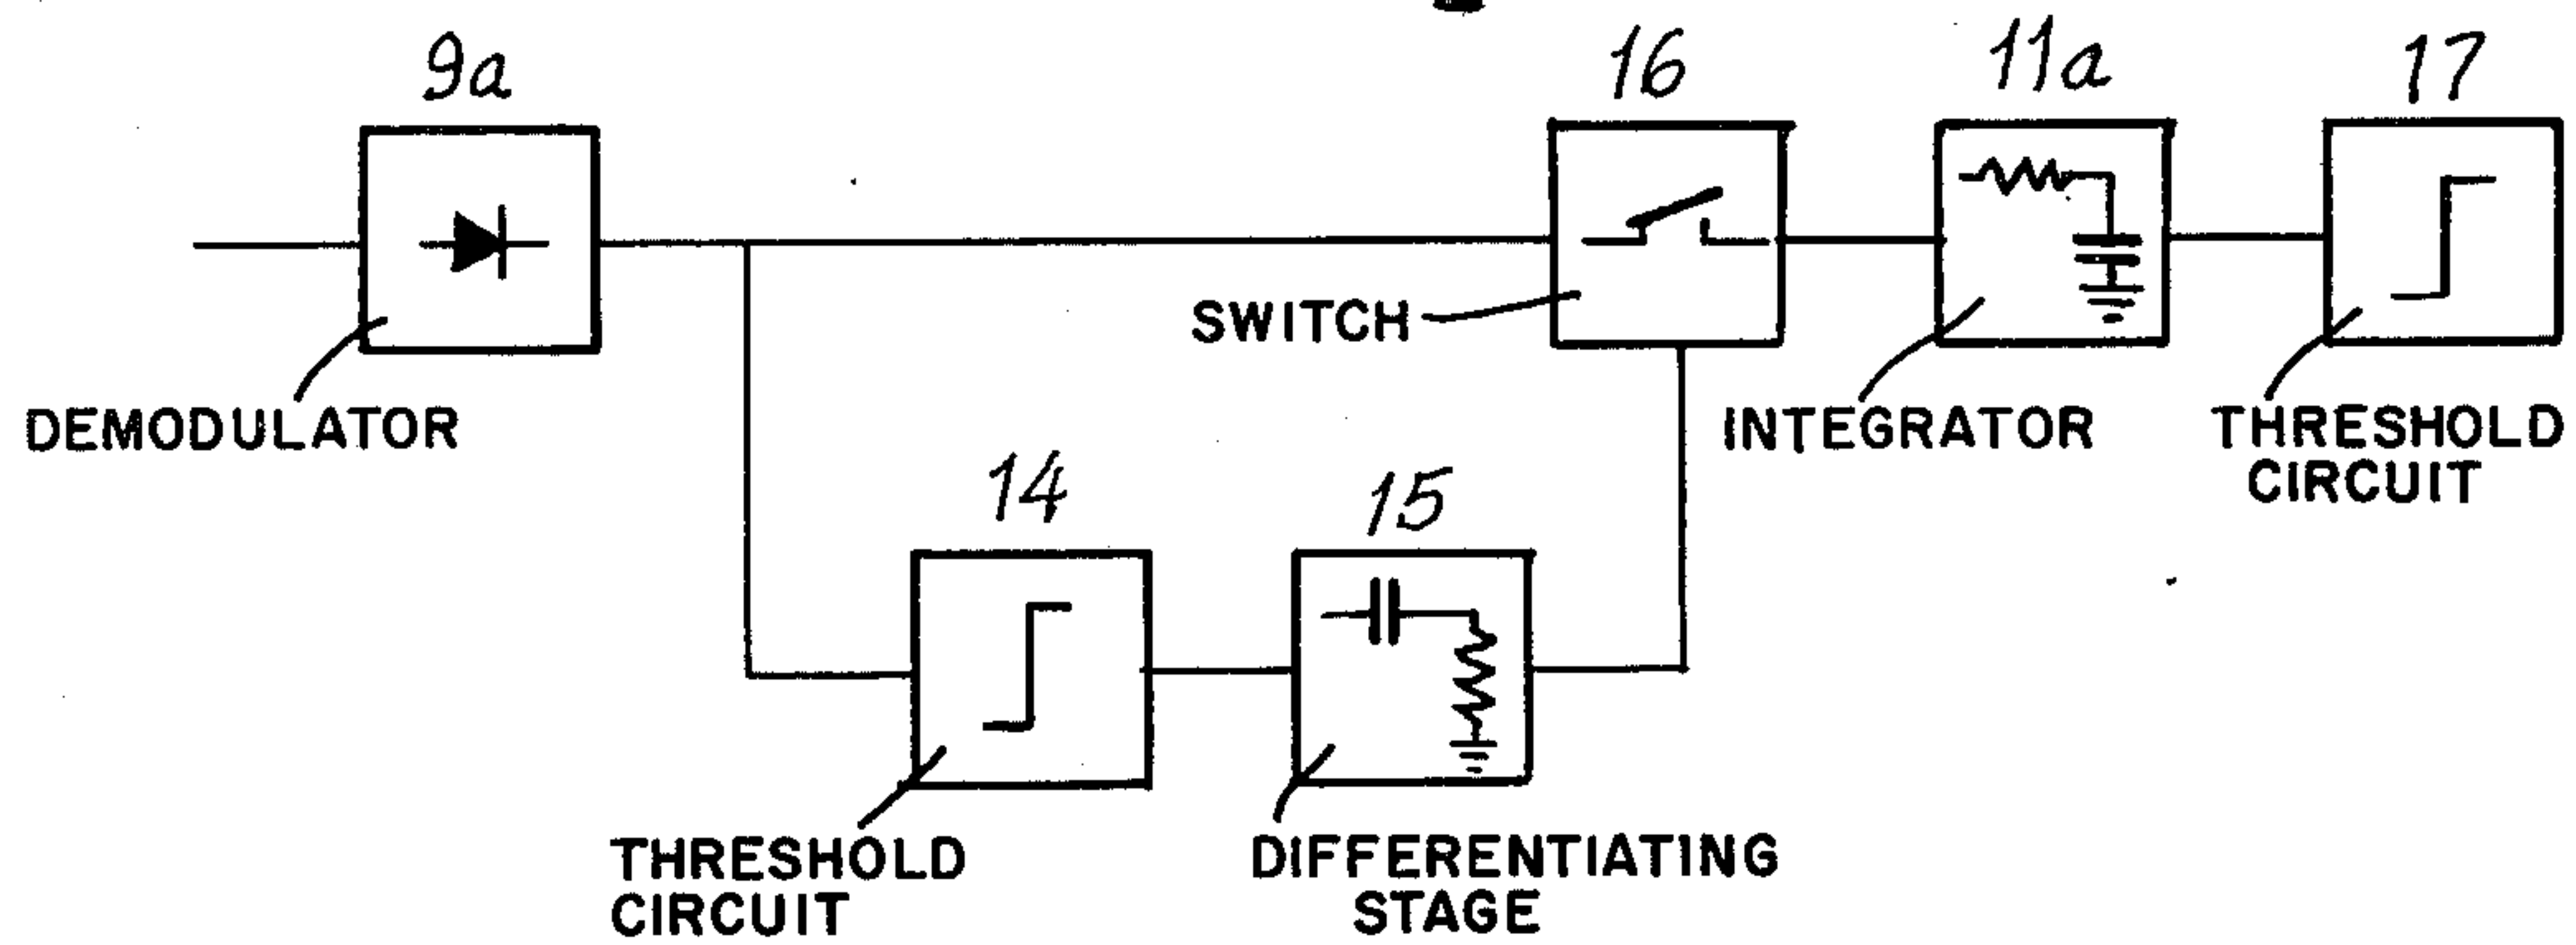 9a
16
11a
17
SWITCH
DEMODULATOR
INTEGRATOR
THRESHOLD
CIRCUIT
14
15
THRESHOLD
CIRCUIT
DIFFERENTIATING
STAGE